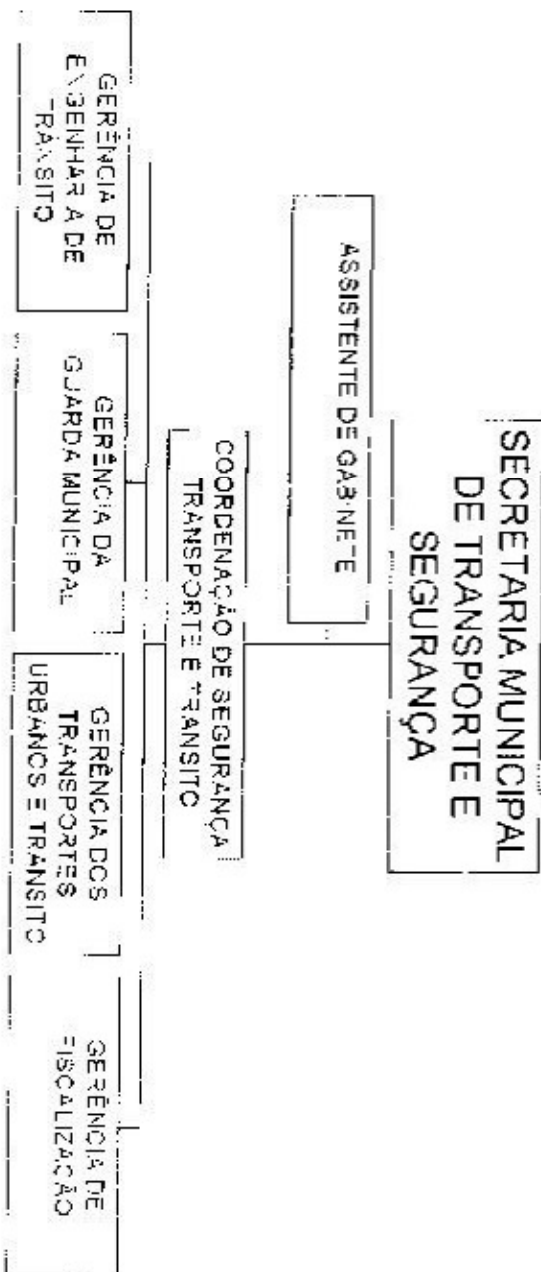 SECRETARIA MUNICIPAL
DE TRANSPORTE E
SEGURANÇA
ASSISTENTE DE GABINETE
COORDENAÇÃO DE SEGURANÇA
TRANSPORTE E TRANSITO
GERÊNCIA DE
ENGENHARIA DE
TRÂNSITO
GERÊNCIA DA
GUARDA MUNICIPAL
GERÊNCIA DOS
TRANSPORTES
URBANOS E TRÂNSITO
GERÊNCIA DE
FISCALIZAÇÃO